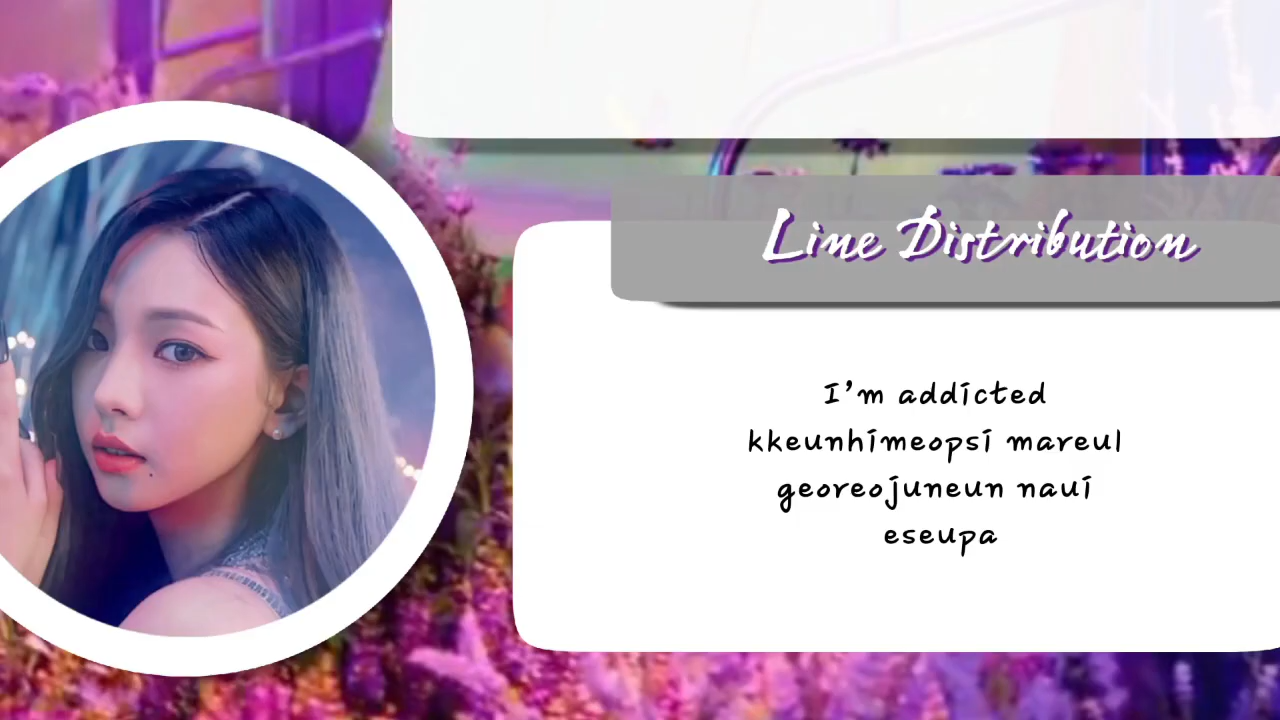 Line Distribution
I'm addicted
kkeunhimeopsi mareul
georeojuneun naui
eseupa